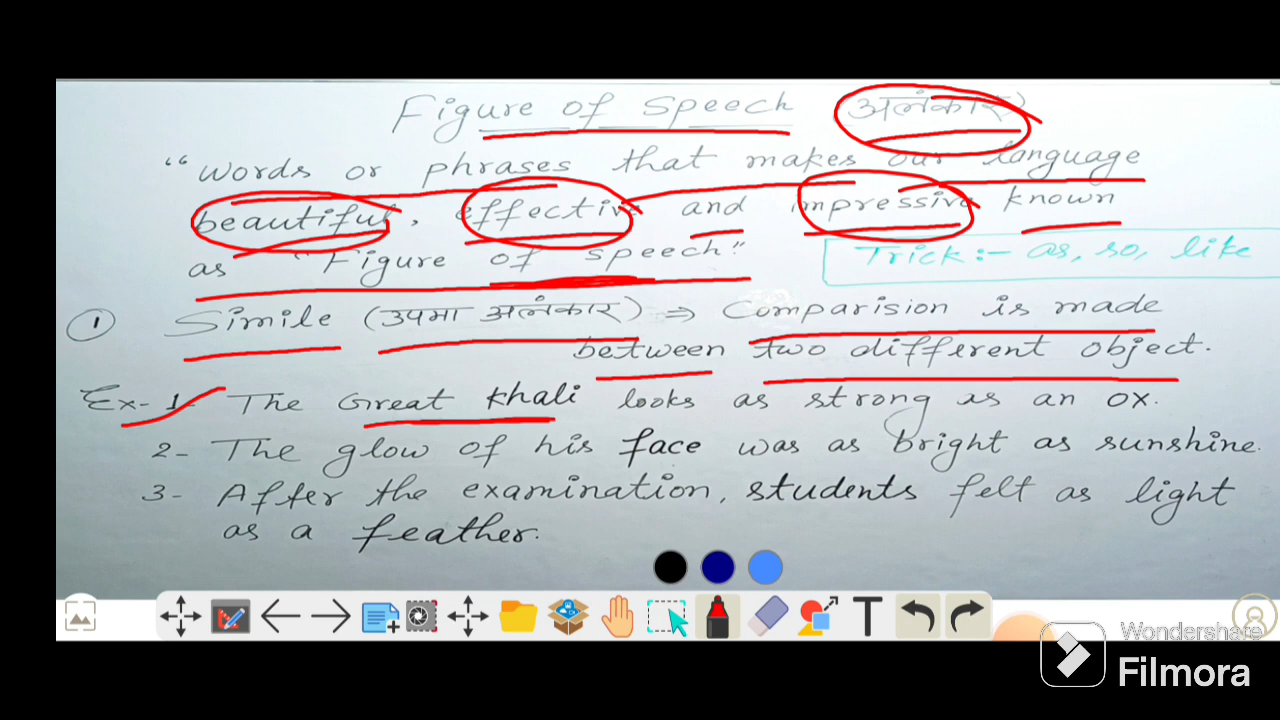 Figure of Speech (अलंकार)
"Words or phrases that makes our language
beautiful, effective and impressive known
as "Figure of speech"
Trick:- as, so, like
① Simile (उपमा अलंकार) ⇒ Comparision is made
between two different object.
Ex-1- The Great Khali looks as strong as an ox.
2- The glow of his face was as bright as sunshine.
3- After the examination, students felt as light
as a feather.
T
Wondershare
Filmora